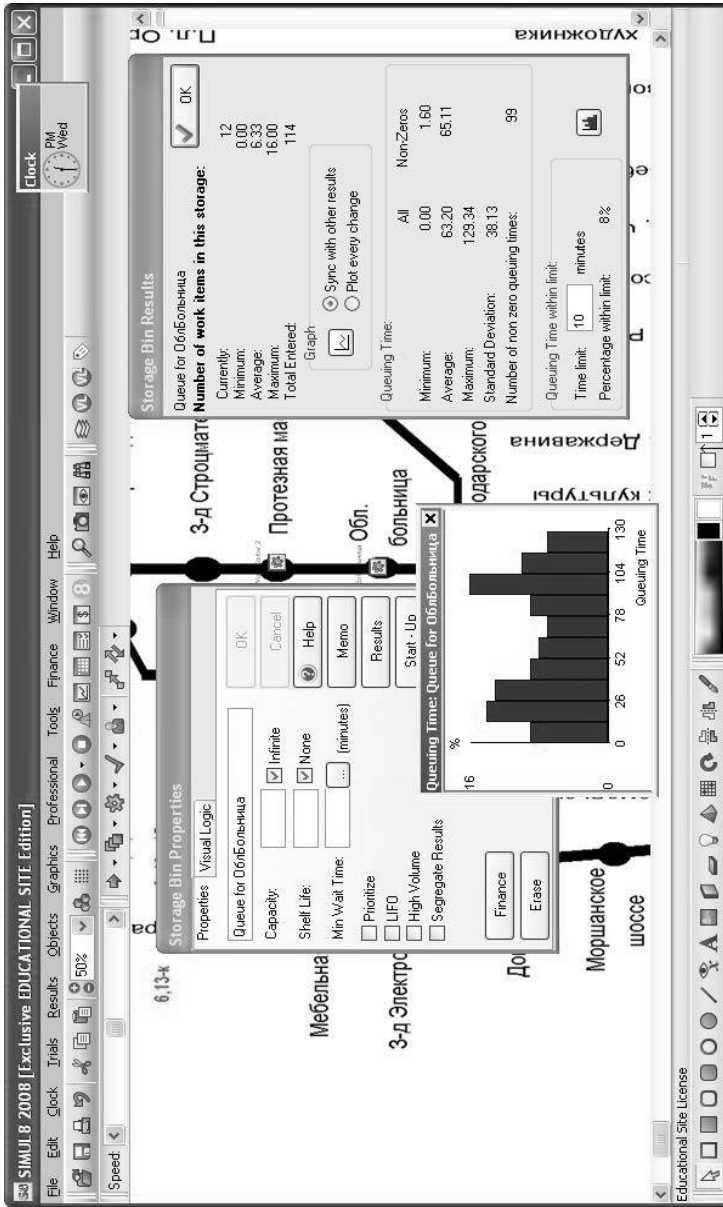 SIMUL8 2008 [Exclusive EDUCATIONAL SITE Edition]
File Edit Clock Trials Results Objects Graphics Professional Tools Finance Window Help
50%
Speed:
Clock
PM
Wed
6,13-к
Мебельна
З-д Электро
Моршанское
шоссе
З-д Строцмате
Протезная ма
Обл.
больница
одарского
культуры
Державина
художника
П.л. Ор
Storage Bin Properties
Properties Visual Logic
Queue for ОблБольница
Capacity: Infinite
Shelf Life: None
Min Wait Time: ... (minutes)
Prioritize
LIFO
High Volume
Segregate Results
Finance
Erase
OK
Cancel
Help
Memo
Results
Start - Up
Queuing Time: Queue for ОблБольница
%
16
0
0 26 52 78 104 130
Queuing Time
Storage Bin Results
Queue for ОблБольница
OK
Number of work items in this storage:
Currently: 12
Minimum: 0.00
Average: 6.33
Maximum: 16.00
Total Entered: 114
Graph
Sync with other results
Plot every change
Queuing Time:
All Non-Zeros
Minimum: 0.00 1.60
Average: 63.20 65.11
Maximum: 129.34
Standard Deviation: 38.13
Number of non zero queuing times: 99
Queuing Time within limit:
Time limit: 10 minutes
Percentage within limit: 8%
Educational Site License
1